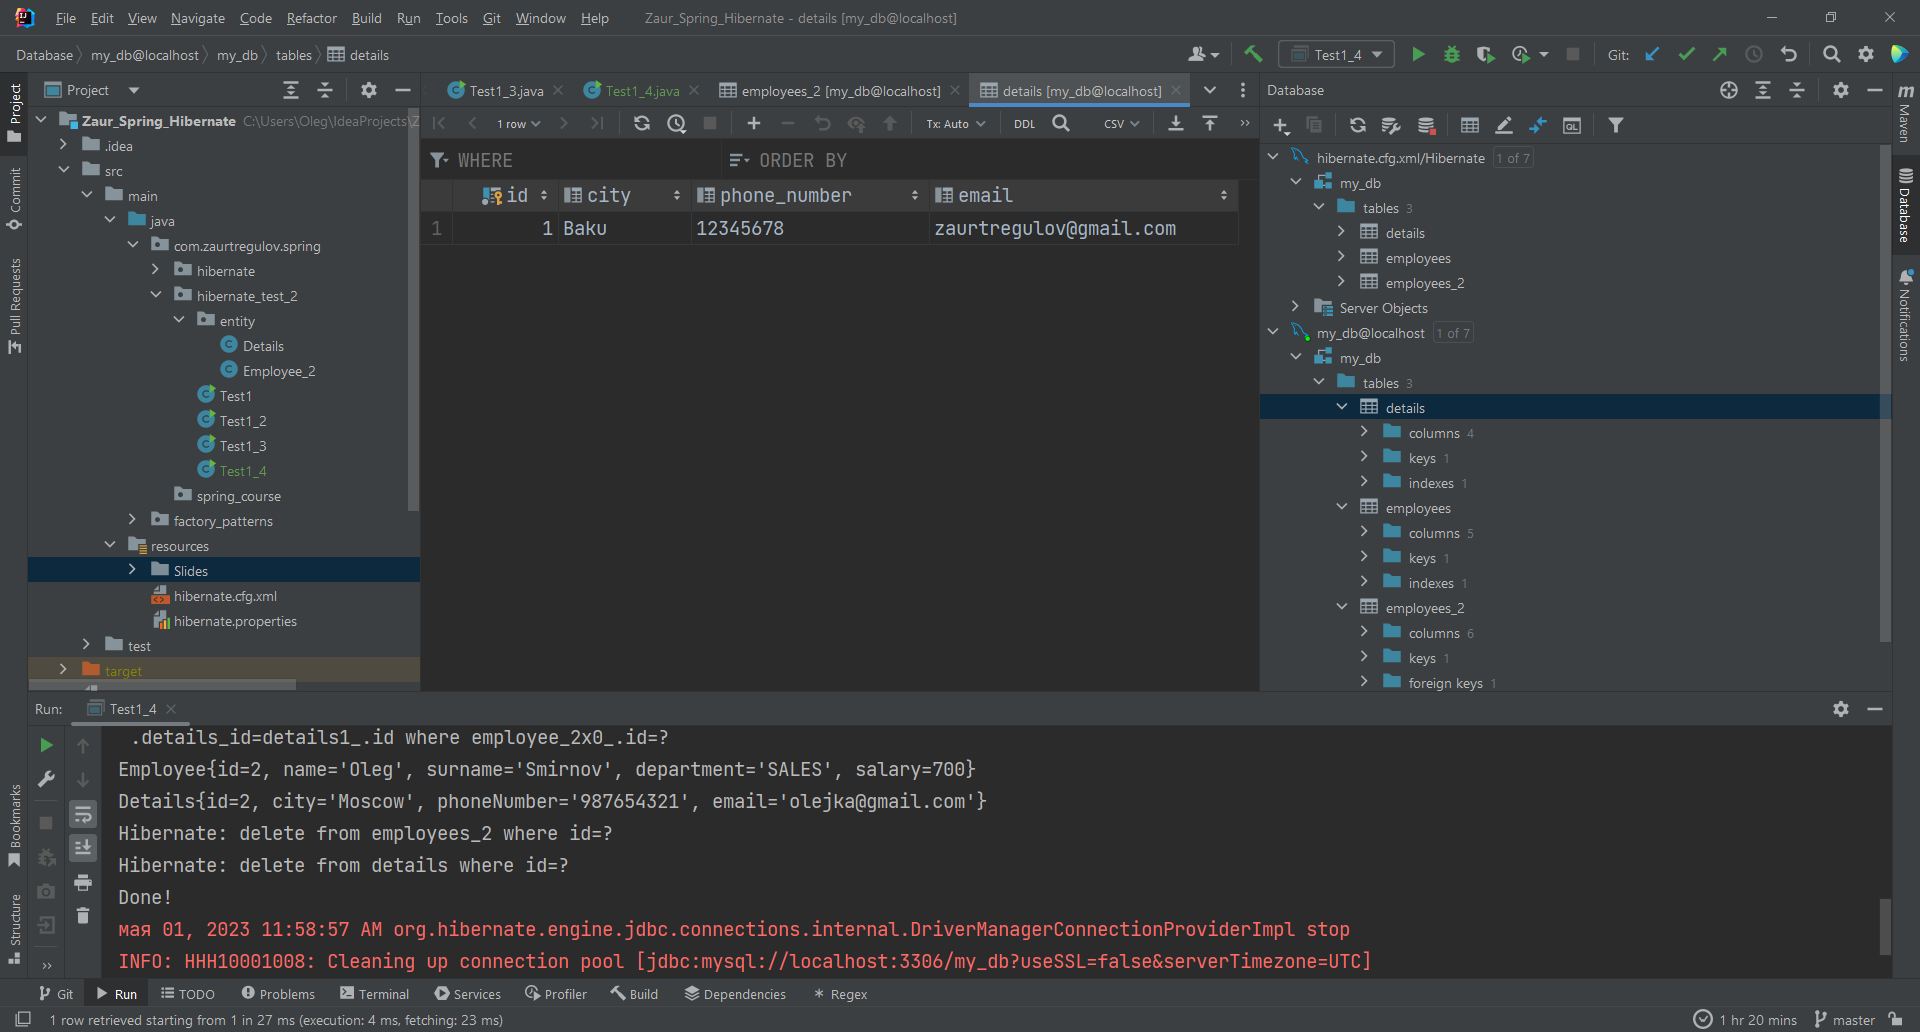 File Edit View Navigate Code Refactor Build Run Tools Git Window Help Zaur_Spring_Hibernate - details [my_db@localhost]
Database my_db@localhost my_db tables details
Test1_4 Git:
Project
Test1_3.java Test1_4.java employees_2 [my_db@localhost] details [my_db@localhost]
Database
Zaur_Spring_Hibernate C:\Users\Oleg\IdeaProjects\Z
.idea
src
main
java
com.zaurtregulov.spring
hibernate
hibernate_test_2
entity
Details
Employee_2
Test1
Test1_2
Test1_3
Test1_4
spring_course
factory_patterns
resources
Slides
hibernate.cfg.xml
hibernate.properties
test
target
1 row Tx: Auto DDL CSV
WHERE ORDER BY
id city phone_number email
1 1 Baku 12345678 zaurtregulov@gmail.com
hibernate.cfg.xml/Hibernate 1 of 7
my_db
tables 3
details
employees
employees_2
Server Objects
my_db@localhost 1 of 7
my_db
tables 3
details
columns 4
keys 1
indexes 1
employees
columns 5
keys 1
indexes 1
employees_2
columns 6
keys 1
foreign keys 1
Project
Commit
Pull Requests
Bookmarks
Structure
Maven
Database
Notifications
Run: Test1_4
.details_id=details1_.id where employee_2x0_.id=?
Employee{id=2, name='Oleg', surname='Smirnov', department='SALES', salary=700}
Details{id=2, city='Moscow', phoneNumber='987654321', email='olejka@gmail.com'}
Hibernate: delete from employees_2 where id=?
Hibernate: delete from details where id=?
Done!
мая 01, 2023 11:58:57 AM org.hibernate.engine.jdbc.connections.internal.DriverManagerConnectionProviderImpl stop
INFO: HHH10001008: Cleaning up connection pool [jdbc:mysql://localhost:3306/my_db?useSSL=false&serverTimezone=UTC]
Git Run TODO Problems Terminal Services Profiler Build Dependencies Regex
1 row retrieved starting from 1 in 27 ms (execution: 4 ms, fetching: 23 ms) 1 hr 20 mins master